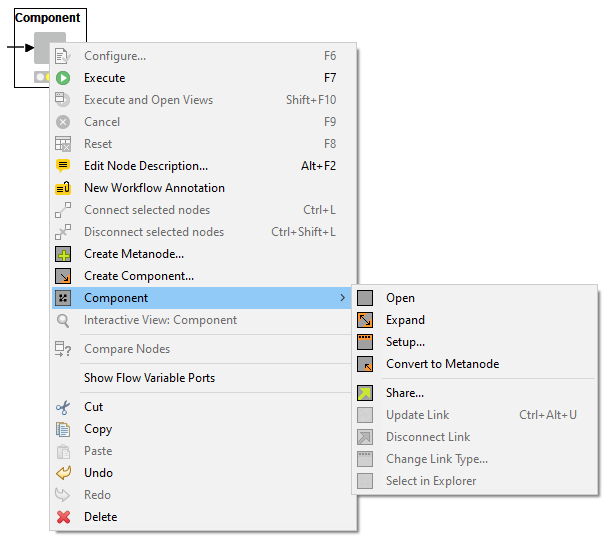 Component
Configure... F6
Execute F7
Execute and Open Views Shift+F10
Cancel F9
Reset F8
Edit Node Description... Alt+F2
New Workflow Annotation
Connect selected nodes Ctrl+L
Disconnect selected nodes Ctrl+Shift+L
Create Metanode...
Create Component...
Component
Interactive View: Component
Compare Nodes
Show Flow Variable Ports
Cut
Copy
Paste
Undo
Redo
Delete
Open
Expand
Setup...
Convert to Metanode
Share...
Update Link Ctrl+Alt+U
Disconnect Link
Change Link Type...
Select in Explorer